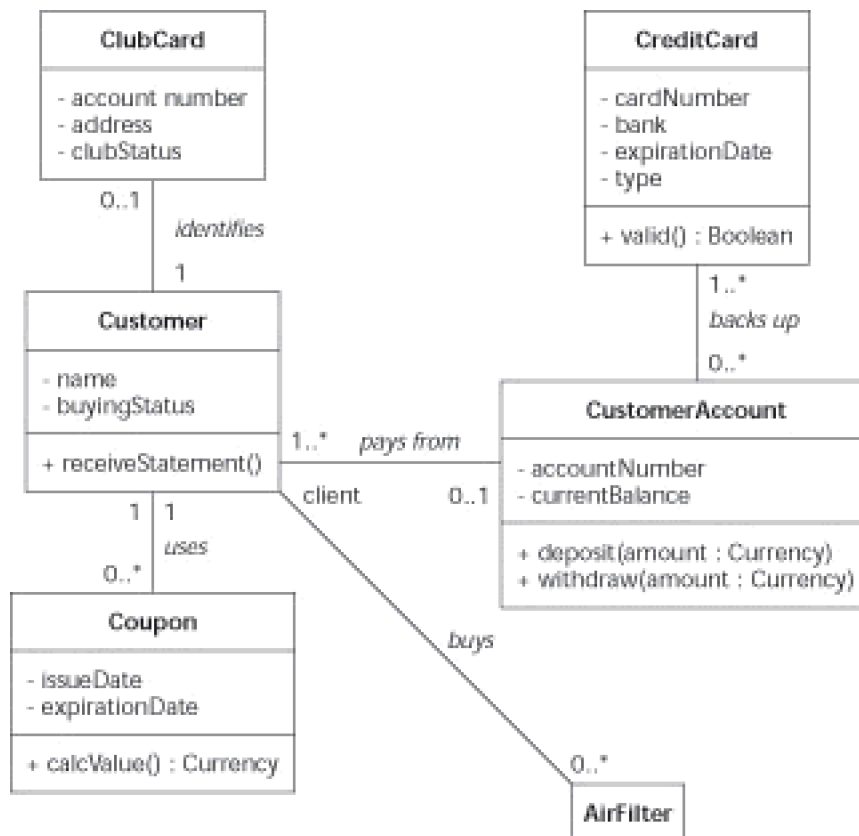 ClubCard
- account number
- address
- clubStatus
0..1
identifies
1
Customer
- name
- buyingStatus
+ receiveStatement()
CreditCard
- cardNumber
- bank
- expirationDate
- type
+ valid() : Boolean
1..*
backs up
0..*
CustomerAccount
- accountNumber
- currentBalance
+ deposit(amount : Currency)
+ withdraw(amount : Currency)
1..* pays from
client 0..1
1 1
uses
0..*
Coupon
- issueDate
- expirationDate
+ calcValue() : Currency
buys
0..*
AirFilter